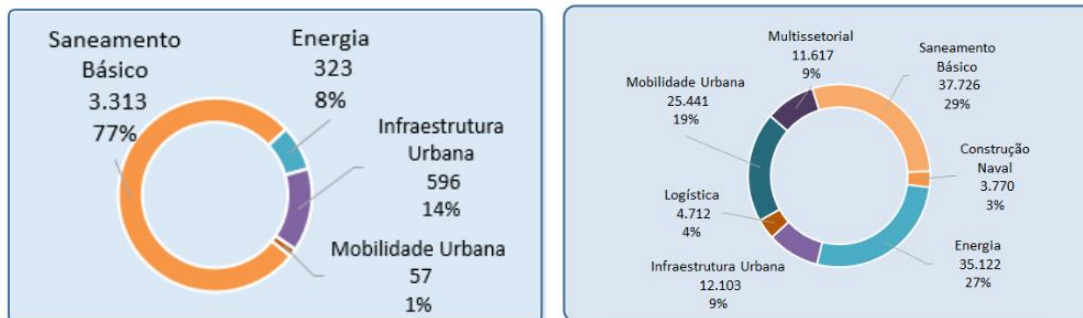 Saneamento
Básico
3.313
77%
Energia
323
8%
Infraestrutura
Urbana
596
14%
Mobilidade Urbana
57
1%
Multissetorial
11.617
9%
Saneamento
Básico
37.726
29%
Mobilidade Urbana
25.441
19%
Construção
Naval
3.770
3%
Logística
4.712
4%
Energia
35.122
27%
Infraestrutura Urbana
12.103
9%